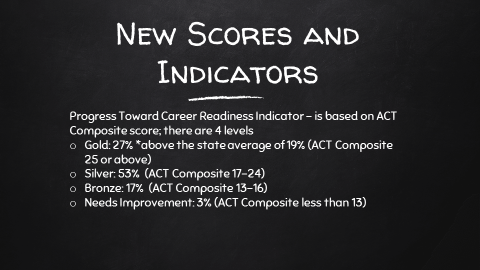 New Scores and
Indicators
Progress Toward Career Readiness Indicator – is based on ACT
Composite score; there are 4 levels
○ Gold: 27% *above the state average of 19% (ACT Composite
25 or above)
○ Silver: 53% (ACT Composite 17-24)
○ Bronze: 17% (ACT Composite 13-16)
○ Needs Improvement: 3% (ACT Composite less than 13)